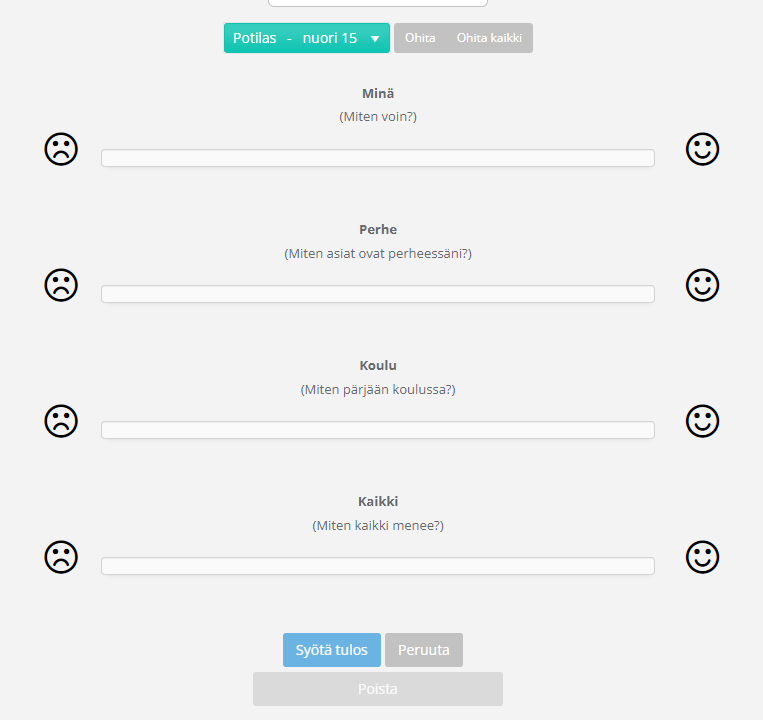 Potilas - nuori 15 Ohita Ohita kaikki
Minä
(Miten voin?)
Perhe
(Miten asiat ovat perheessäni?)
Koulu
(Miten pärjään koulussa?)
Kaikki
(Miten kaikki menee?)
Syötä tulos Peruuta
Poista